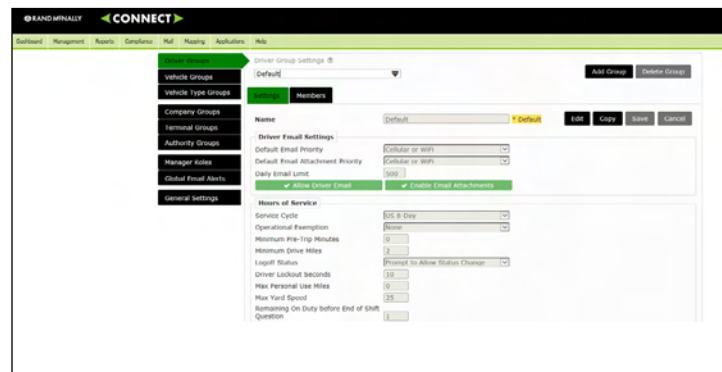 RAND MCNALLY CONNECT
Dashboard Management Reports Compliance Mail Mapping Applications Help
Driver Groups
Vehicle Groups
Vehicle Type Groups
Company Groups
Terminal Groups
Authority Groups
Manager Roles
Global Email Alerts
General Settings
Driver Group Settings
Default
Add Group Delete Group
Settings Members
Name Default * Default Edit Copy Save Cancel
Driver Email Settings
Default Email Priority Cellular or WiFi
Default Email Attachment Priority Cellular or WiFi
Daily Email Limit 500
✔ Allow Driver Email ✔ Enable Email Attachments
Hours of Service
Service Cycle US 8-Day
Operational Exemption None
Minimum Pre-Trip Minutes 0
Minimum Drive Miles 2
Logoff Status Prompt to Allow Status Change
Driver Lockout Seconds 10
Max Personal Use Miles 0
Max Yard Speed 25
Remaining On Duty before End of Shift
Question 1